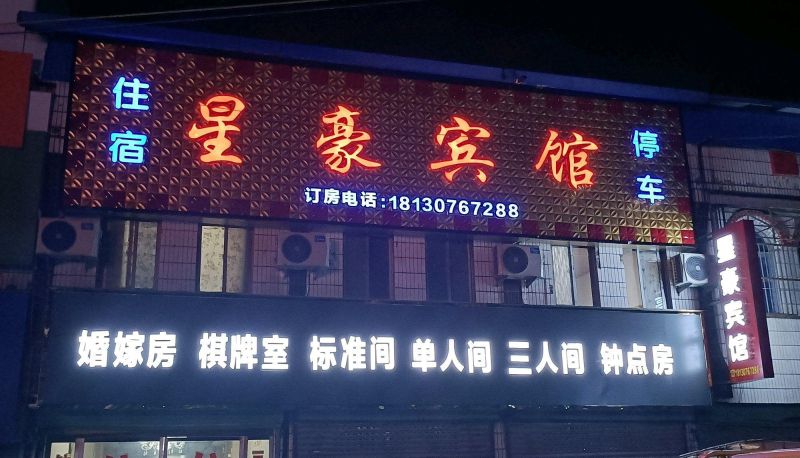 住宿
星豪宾馆
停车
订房电话:18130767288
婚嫁房 棋牌室 标准间 单人间 三人间 钟点房
星豪宾馆